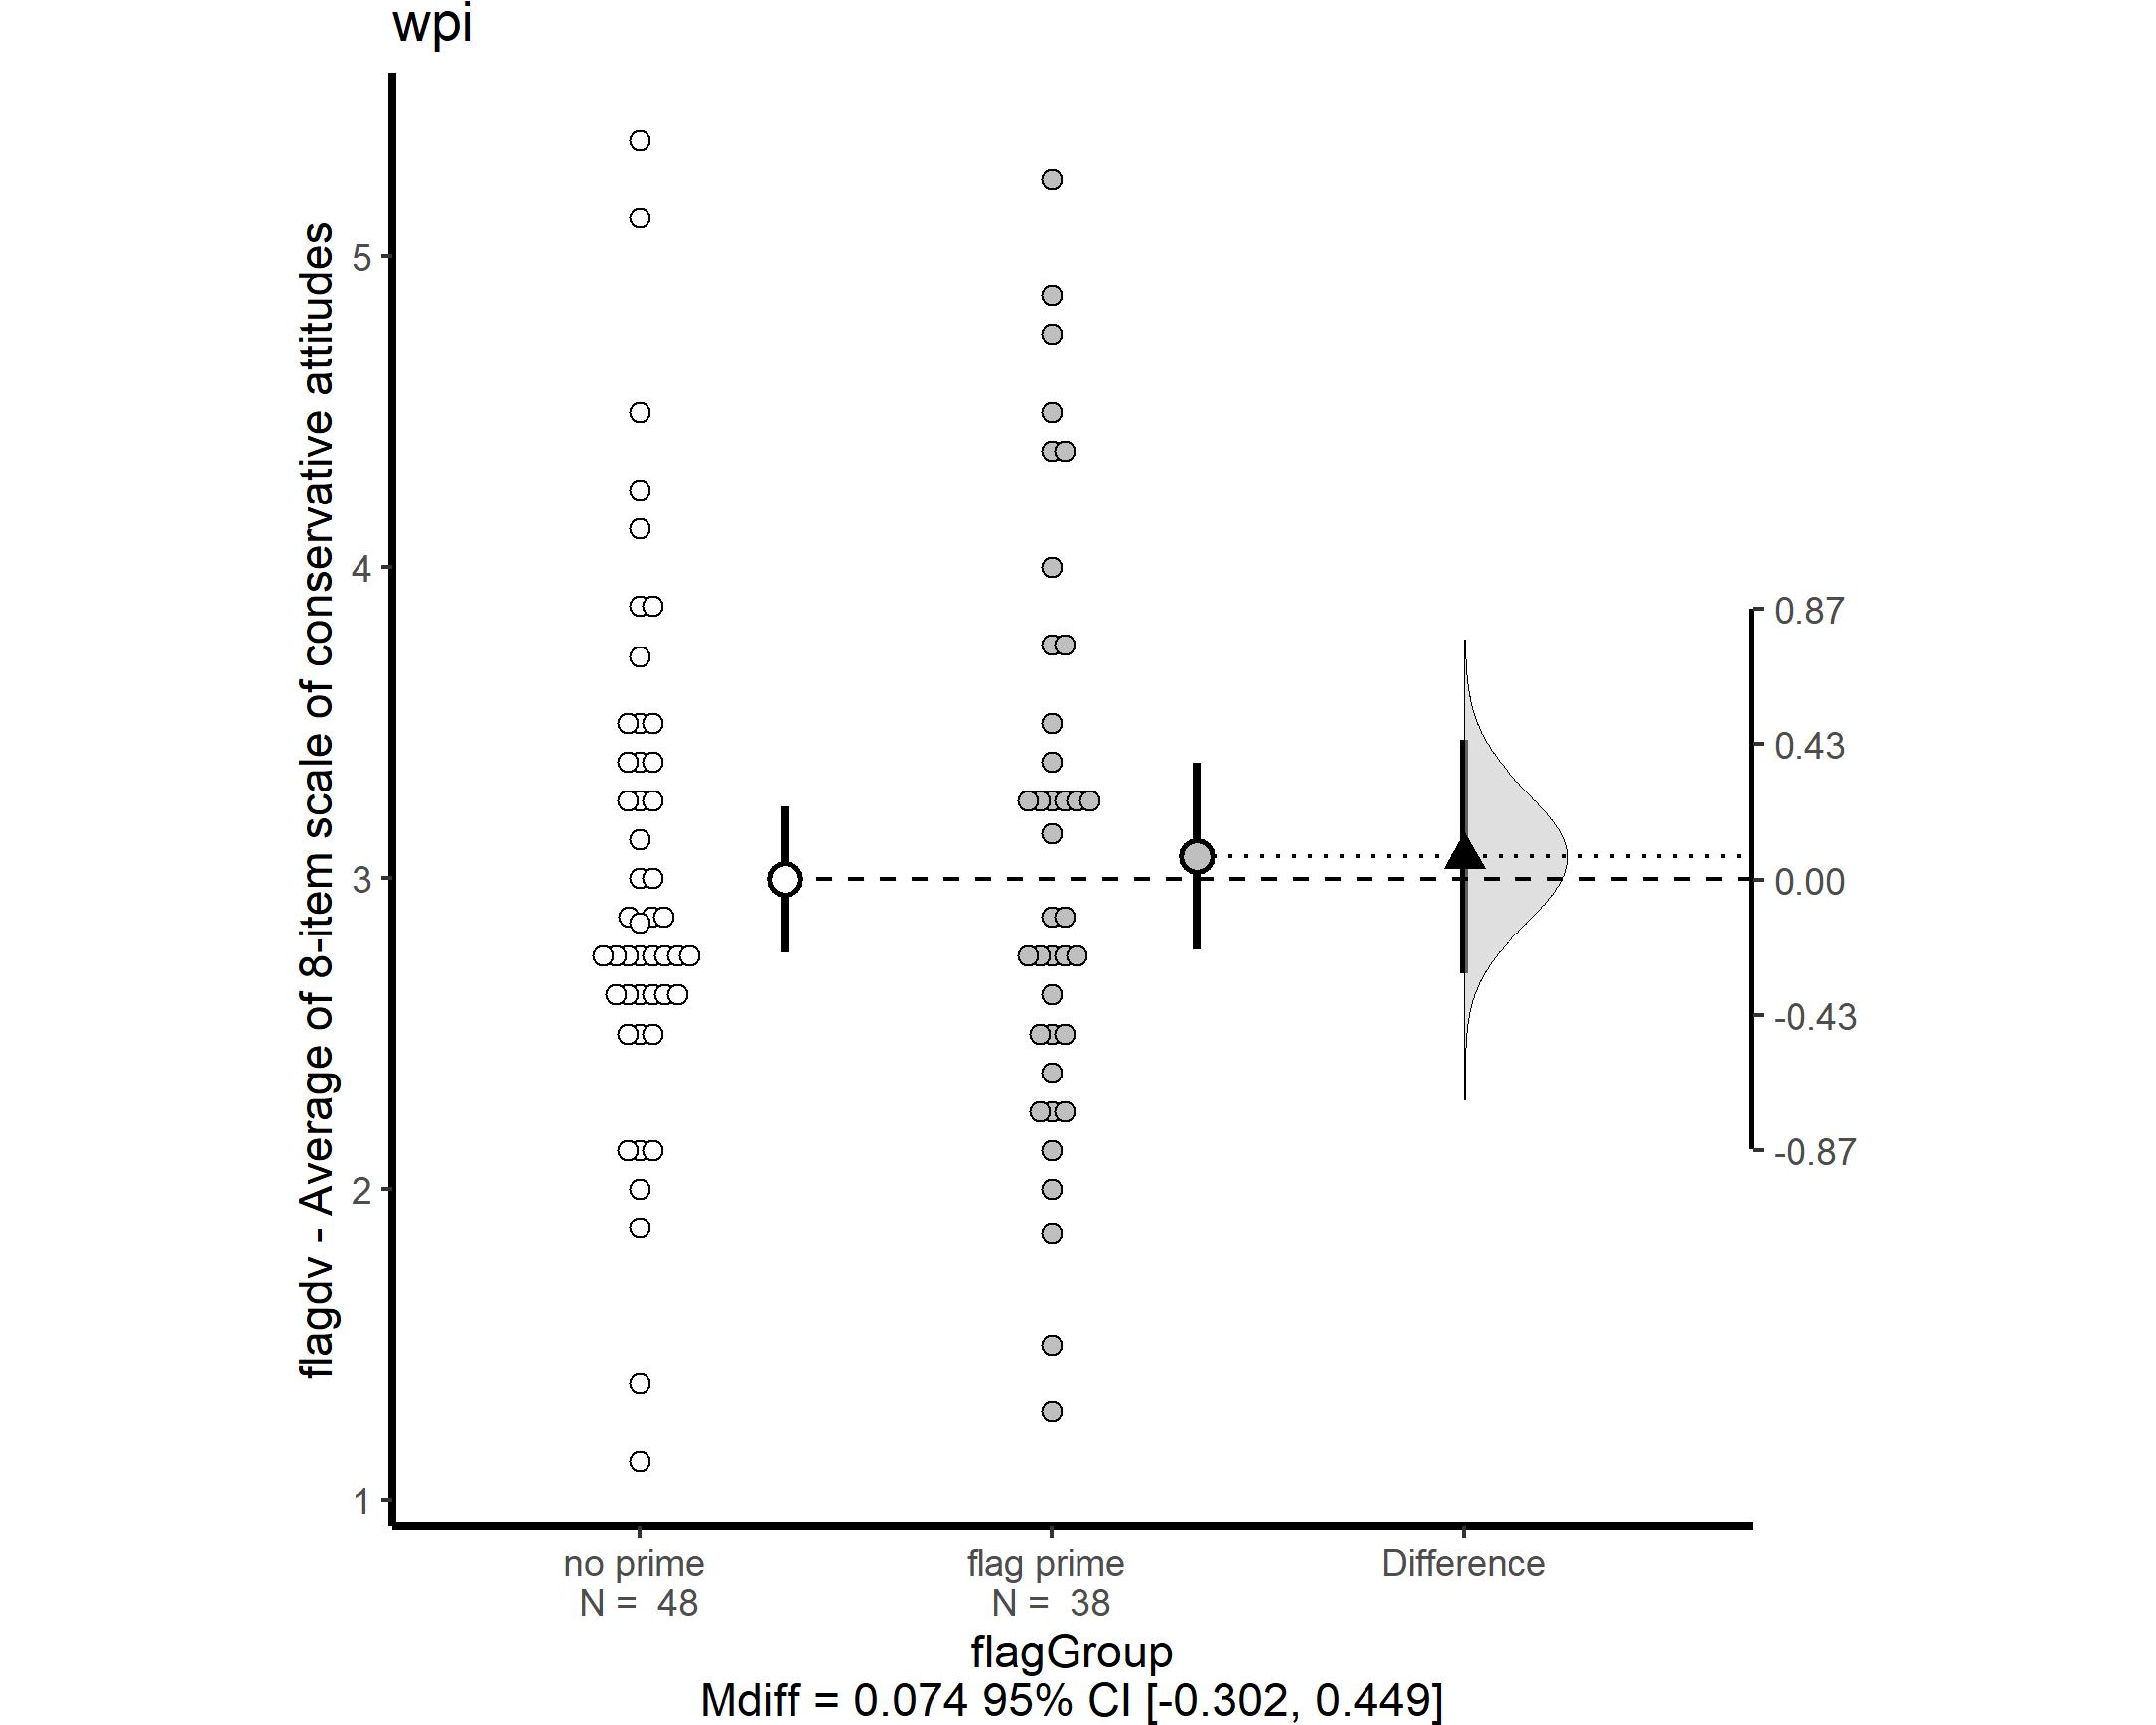 wpi
flagdv - Average of 8-item scale of conservative attitudes
5
4
3
2
1
0.87
0.43
0.00
-0.43
-0.87
no prime
N = 48
flag prime
N = 38
Difference
flagGroup
Mdiff = 0.074 95% CI [-0.302, 0.449]